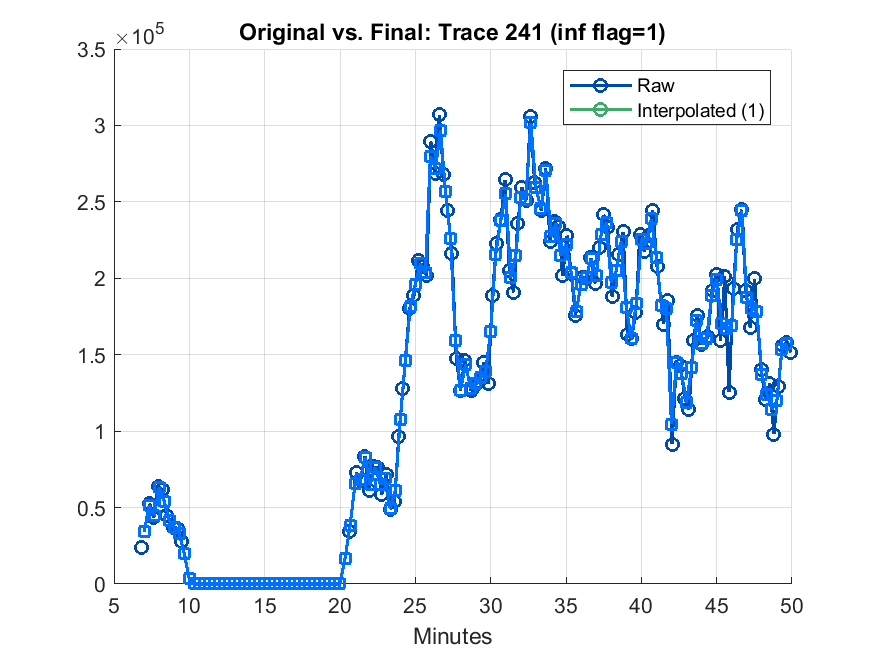 Original vs. Final: Trace 241 (inf flag=1)
×10^5
3.5
3
2.5
2
1.5
1
0.5
0
Raw
Interpolated (1)
5 10 15 20 25 30 35 40 45 50
Minutes